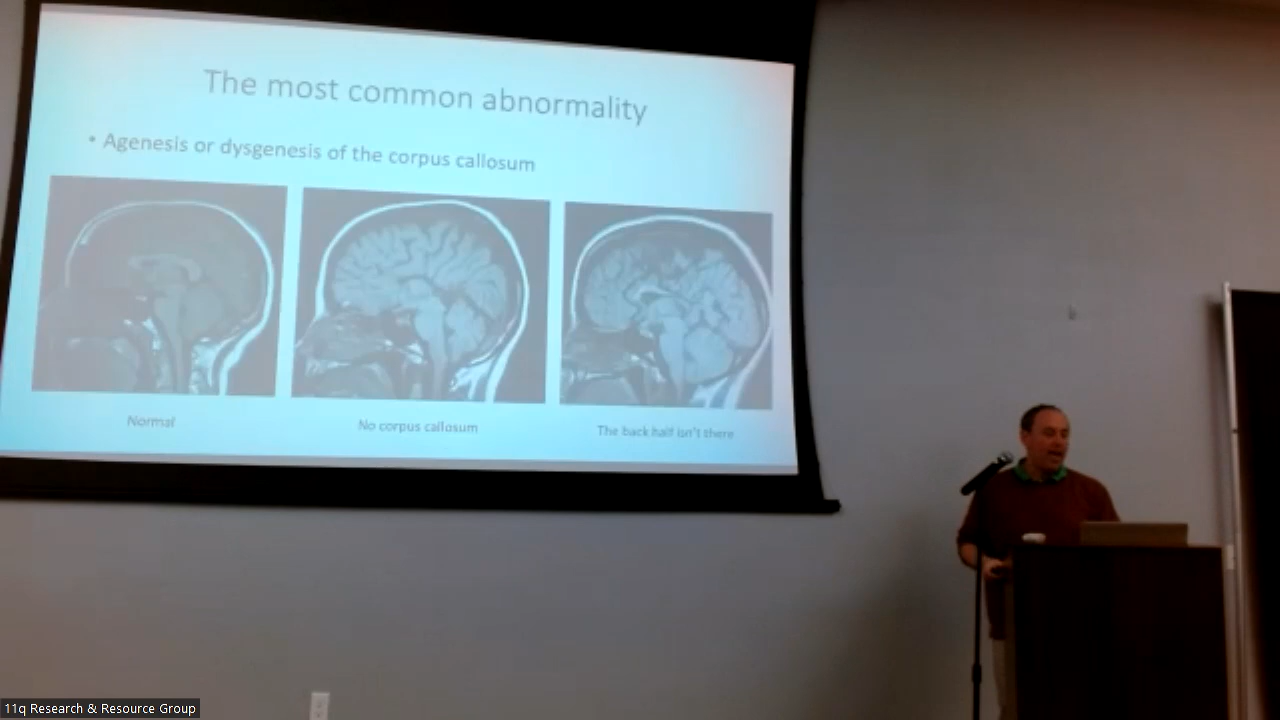 The most common abnormality
• Agenesis or dysgenesis of the corpus callosum
Normal
No corpus callosum
The back half isn't there
11q Research & Resource Group